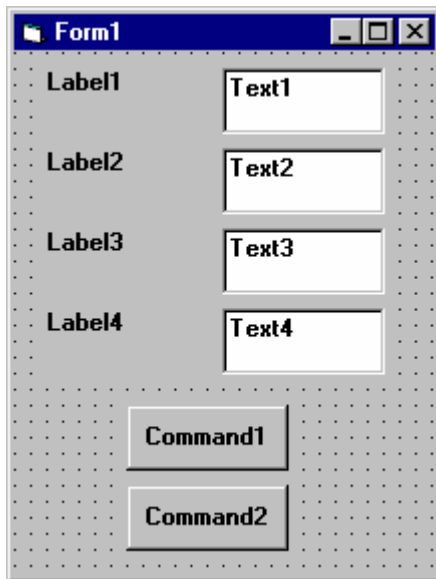 Form1
Label1 Text1
Label2 Text2
Label3 Text3
Label4 Text4
Command1
Command2